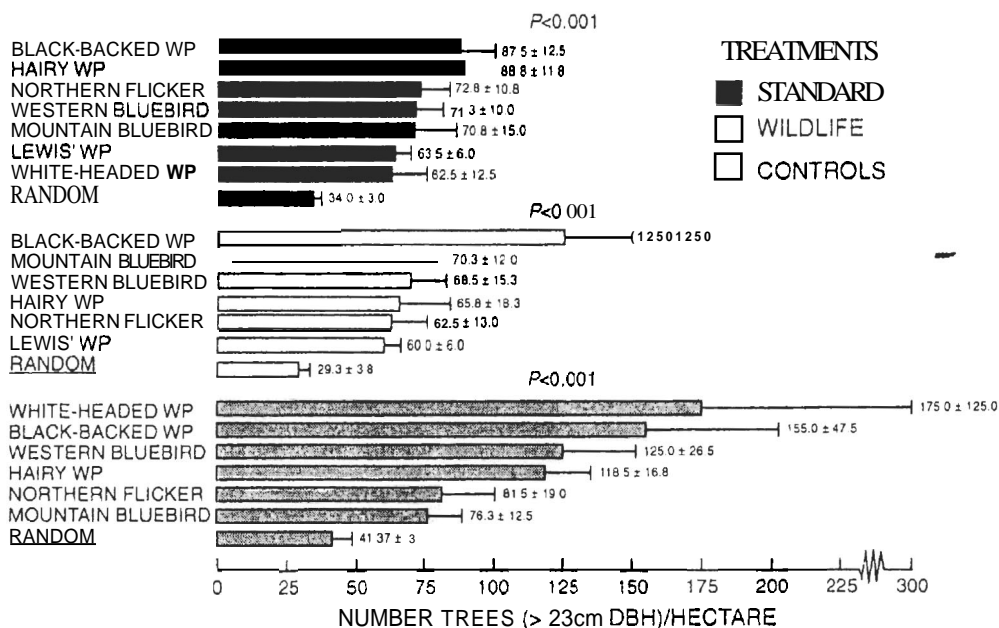 P<0.001
BLACK-BACKED WP 87.5 ± 12.5
HAIRY WP 88.8 ± 11.8
NORTHERN FLICKER 72.8 ± 10.8
WESTERN BLUEBIRD 71 3 ± 10.0
MOUNTAIN BLUEBIRD 70.8 ± 15.0
LEWIS' WP 63 5 ± 6.0
WHITE-HEADED WP 62.5 ± 12.5
RANDOM 34 0 ± 3.0
TREATMENTS
STANDARD
WILDLIFE
CONTROLS
P<0 001
BLACK-BACKED WP 12501250
MOUNTAIN BLUEBIRD 70.3 ± 12 0
WESTERN BLUEBIRD 68.5 ± 15.3
HAIRY WP 65.8 ± 18.3
NORTHERN FLICKER 62.5 ± 13.0
LEWIS' WP 60 0 ± 6.0
RANDOM 29.3 ± 3 8
P<0.001
WHITE-HEADED WP 175 0 ± 125.0
BLACK-BACKED WP 155.0 ± 47.5
WESTERN BLUEBIRD 125.0 ± 26.5
HAIRY WP 118.5 ± 16.8
NORTHERN FLICKER 81.5 ± 19.0
MOUNTAIN BLUEBIRD 76.3 ± 12.5
RANDOM 41 37 ± 3
0 25 50 75 100 125 150 175 200 225 300
NUMBER TREES (> 23cm DBH)/HECTARE